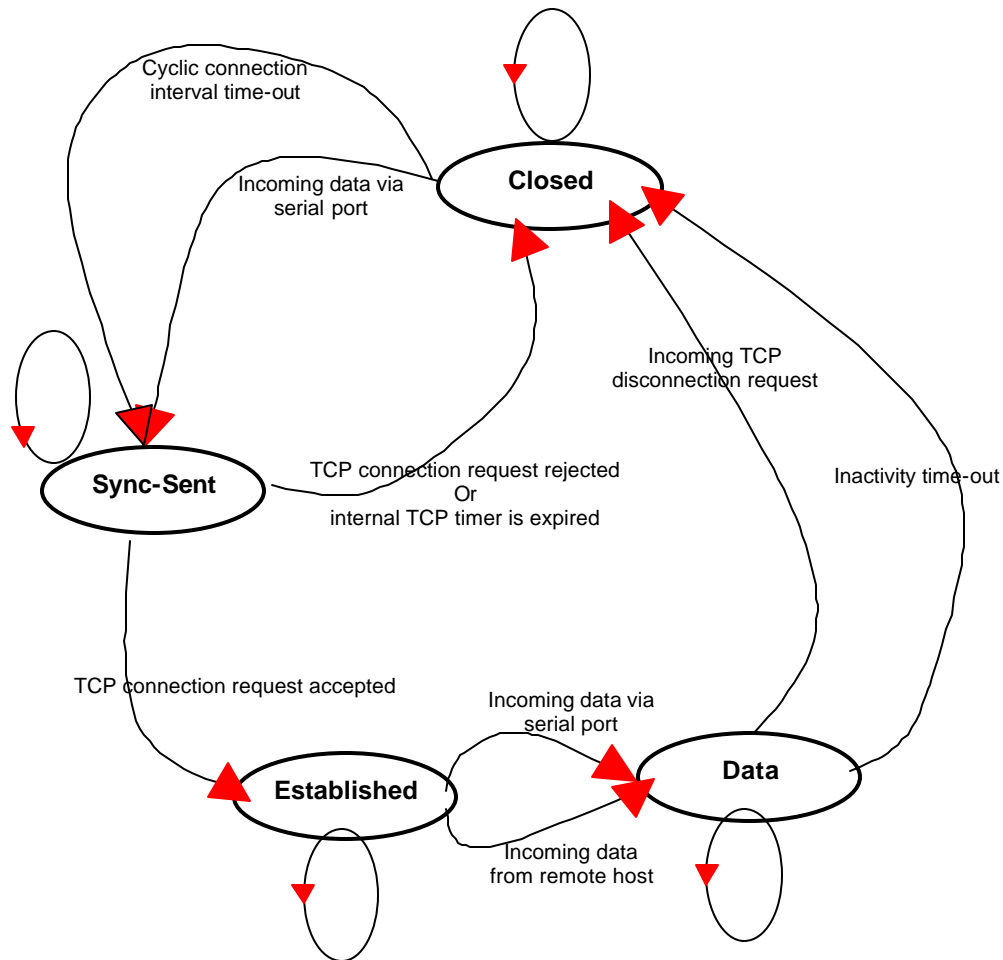 Cyclic connection
interval time-out
Closed
Incoming data via
serial port
Incoming TCP
disconnection request
Inactivity time-out
Sync-Sent
TCP connection request rejected
Or
internal TCP timer is expired
TCP connection request accepted
Incoming data via
serial port
Established
Data
Incoming data
from remote host